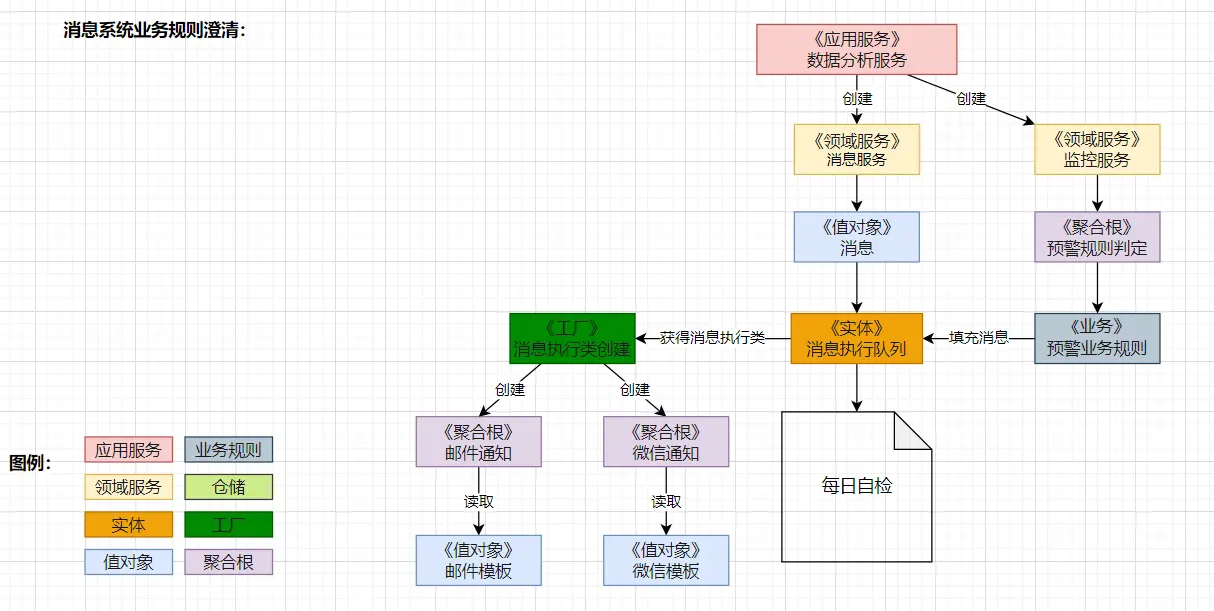 消息系统业务规则澄清：
《应用服务》
数据分析服务
创建
创建
《领域服务》
消息服务
《领域服务》
监控服务
《值对象》
消息
《聚合根》
预警规则判定
《工厂》
消息执行类创建
获得消息执行类
《实体》
消息执行队列
填充消息
《业务》
预警业务规则
创建
创建
《聚合根》
邮件通知
《聚合根》
微信通知
每日自检
读取
读取
《值对象》
邮件模板
《值对象》
微信模板
图例：
应用服务
业务规则
领域服务
仓储
实体
工厂
值对象
聚合根